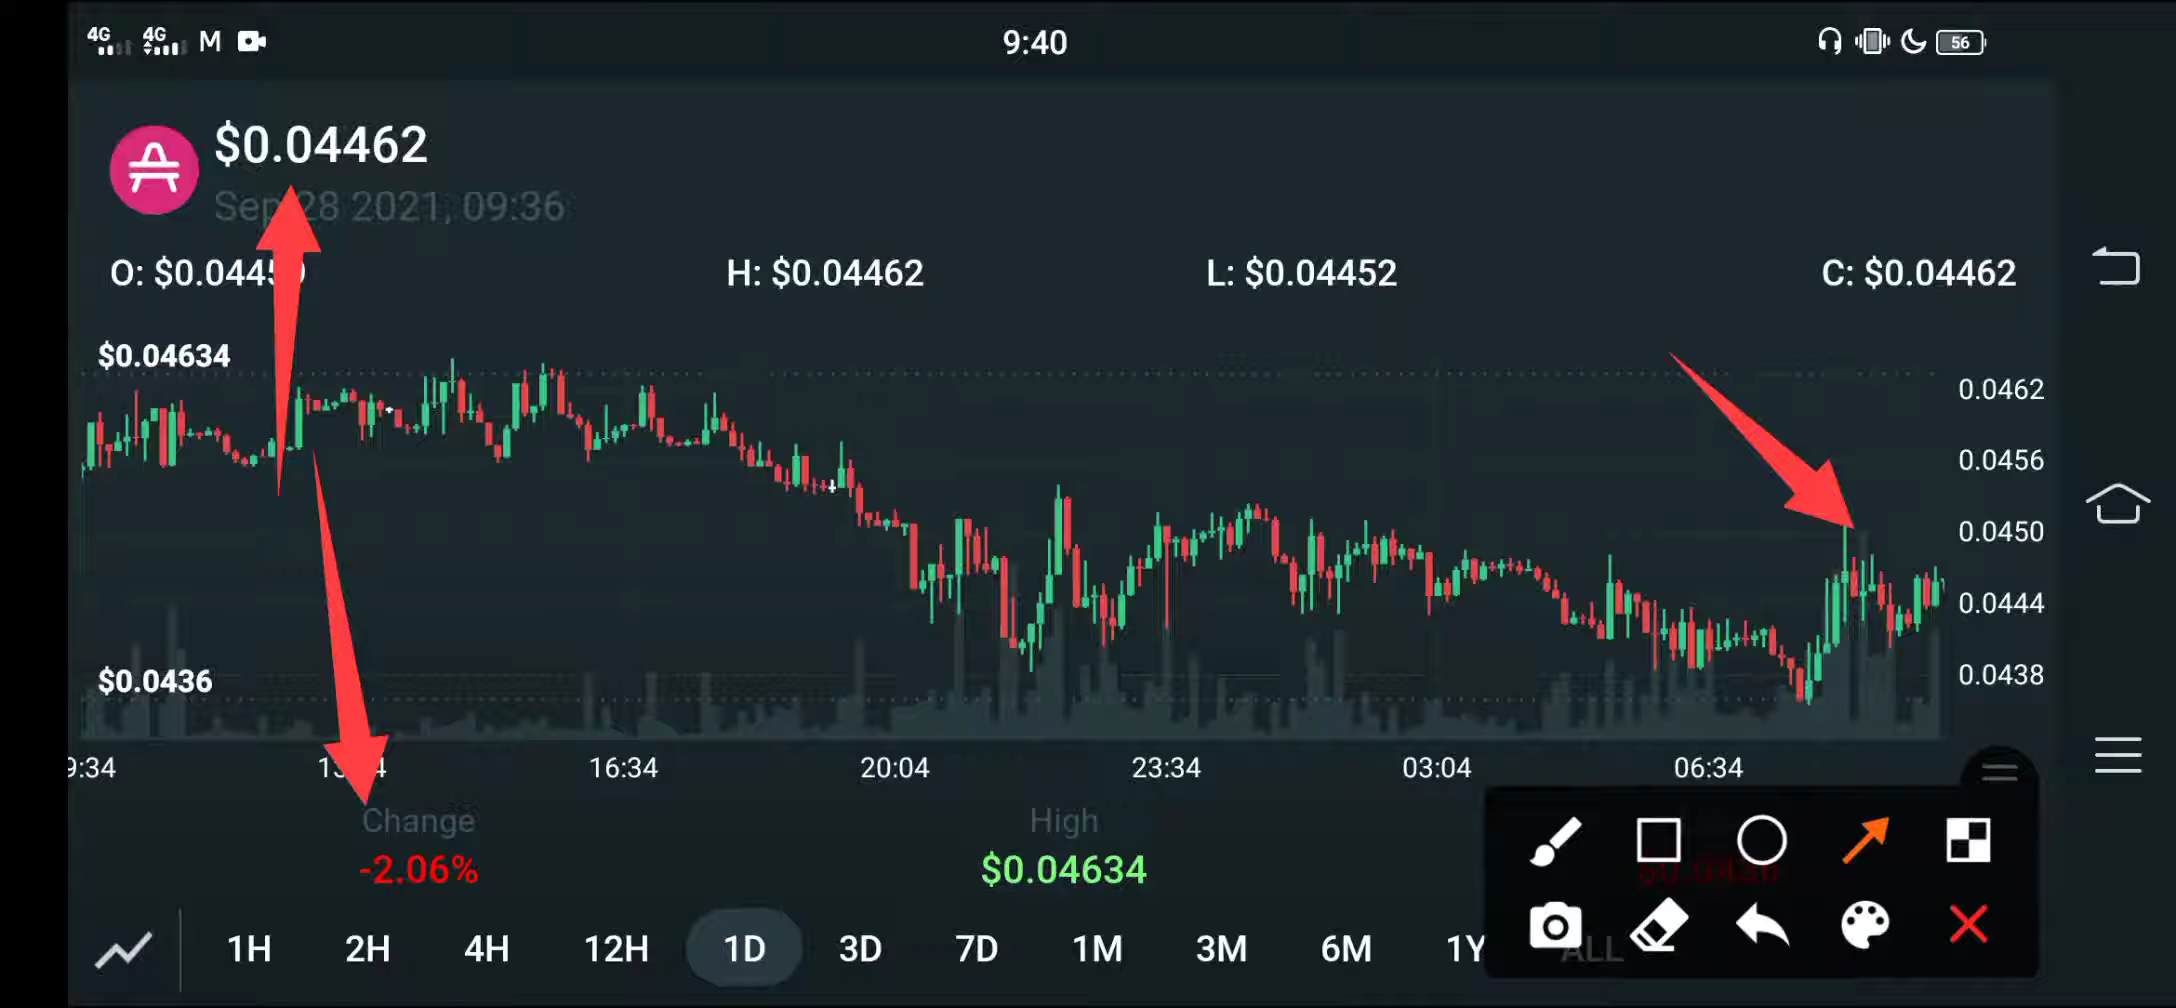 4G 4G M 9:40 56
$0.04462
Sep 28 2021, 09:36
H: $0.04462 L: $0.04452 C: $0.04462
$0.04634
0.0462
0.0456
0.0450
0.0444
$0.0436
0.0438
9:34 16:34 20:04 23:34 03:04 06:34
Change High
-2.06% $0.04634
1H 2H 4H 12H 1D 3D 7D 1M 3M 6M 1Y ALL